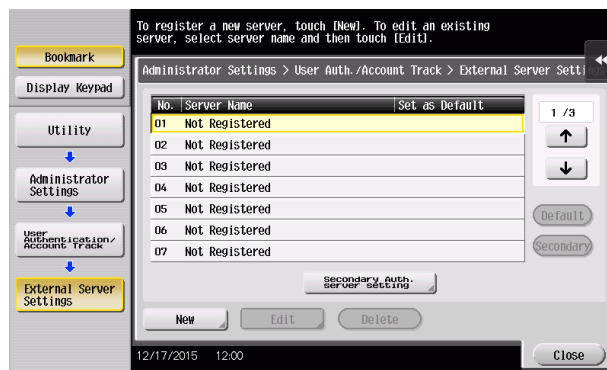 To register a new server, touch [New]. To edit an existing
server, select server name and then touch [Edit].
Bookmark
Display Keypad
Utility
Administrator
Settings
User
Authentication/
Account Track
External Server
Settings
Administrator Settings > User Auth./Account Track > External Server Settings
No. Server Name Set as Default
01 Not Registered
02 Not Registered
03 Not Registered
04 Not Registered
05 Not Registered
06 Not Registered
07 Not Registered
1 /3
Default
Secondary
Secondary Auth.
server setting
New Edit Delete
12/17/2015 12:00
Close